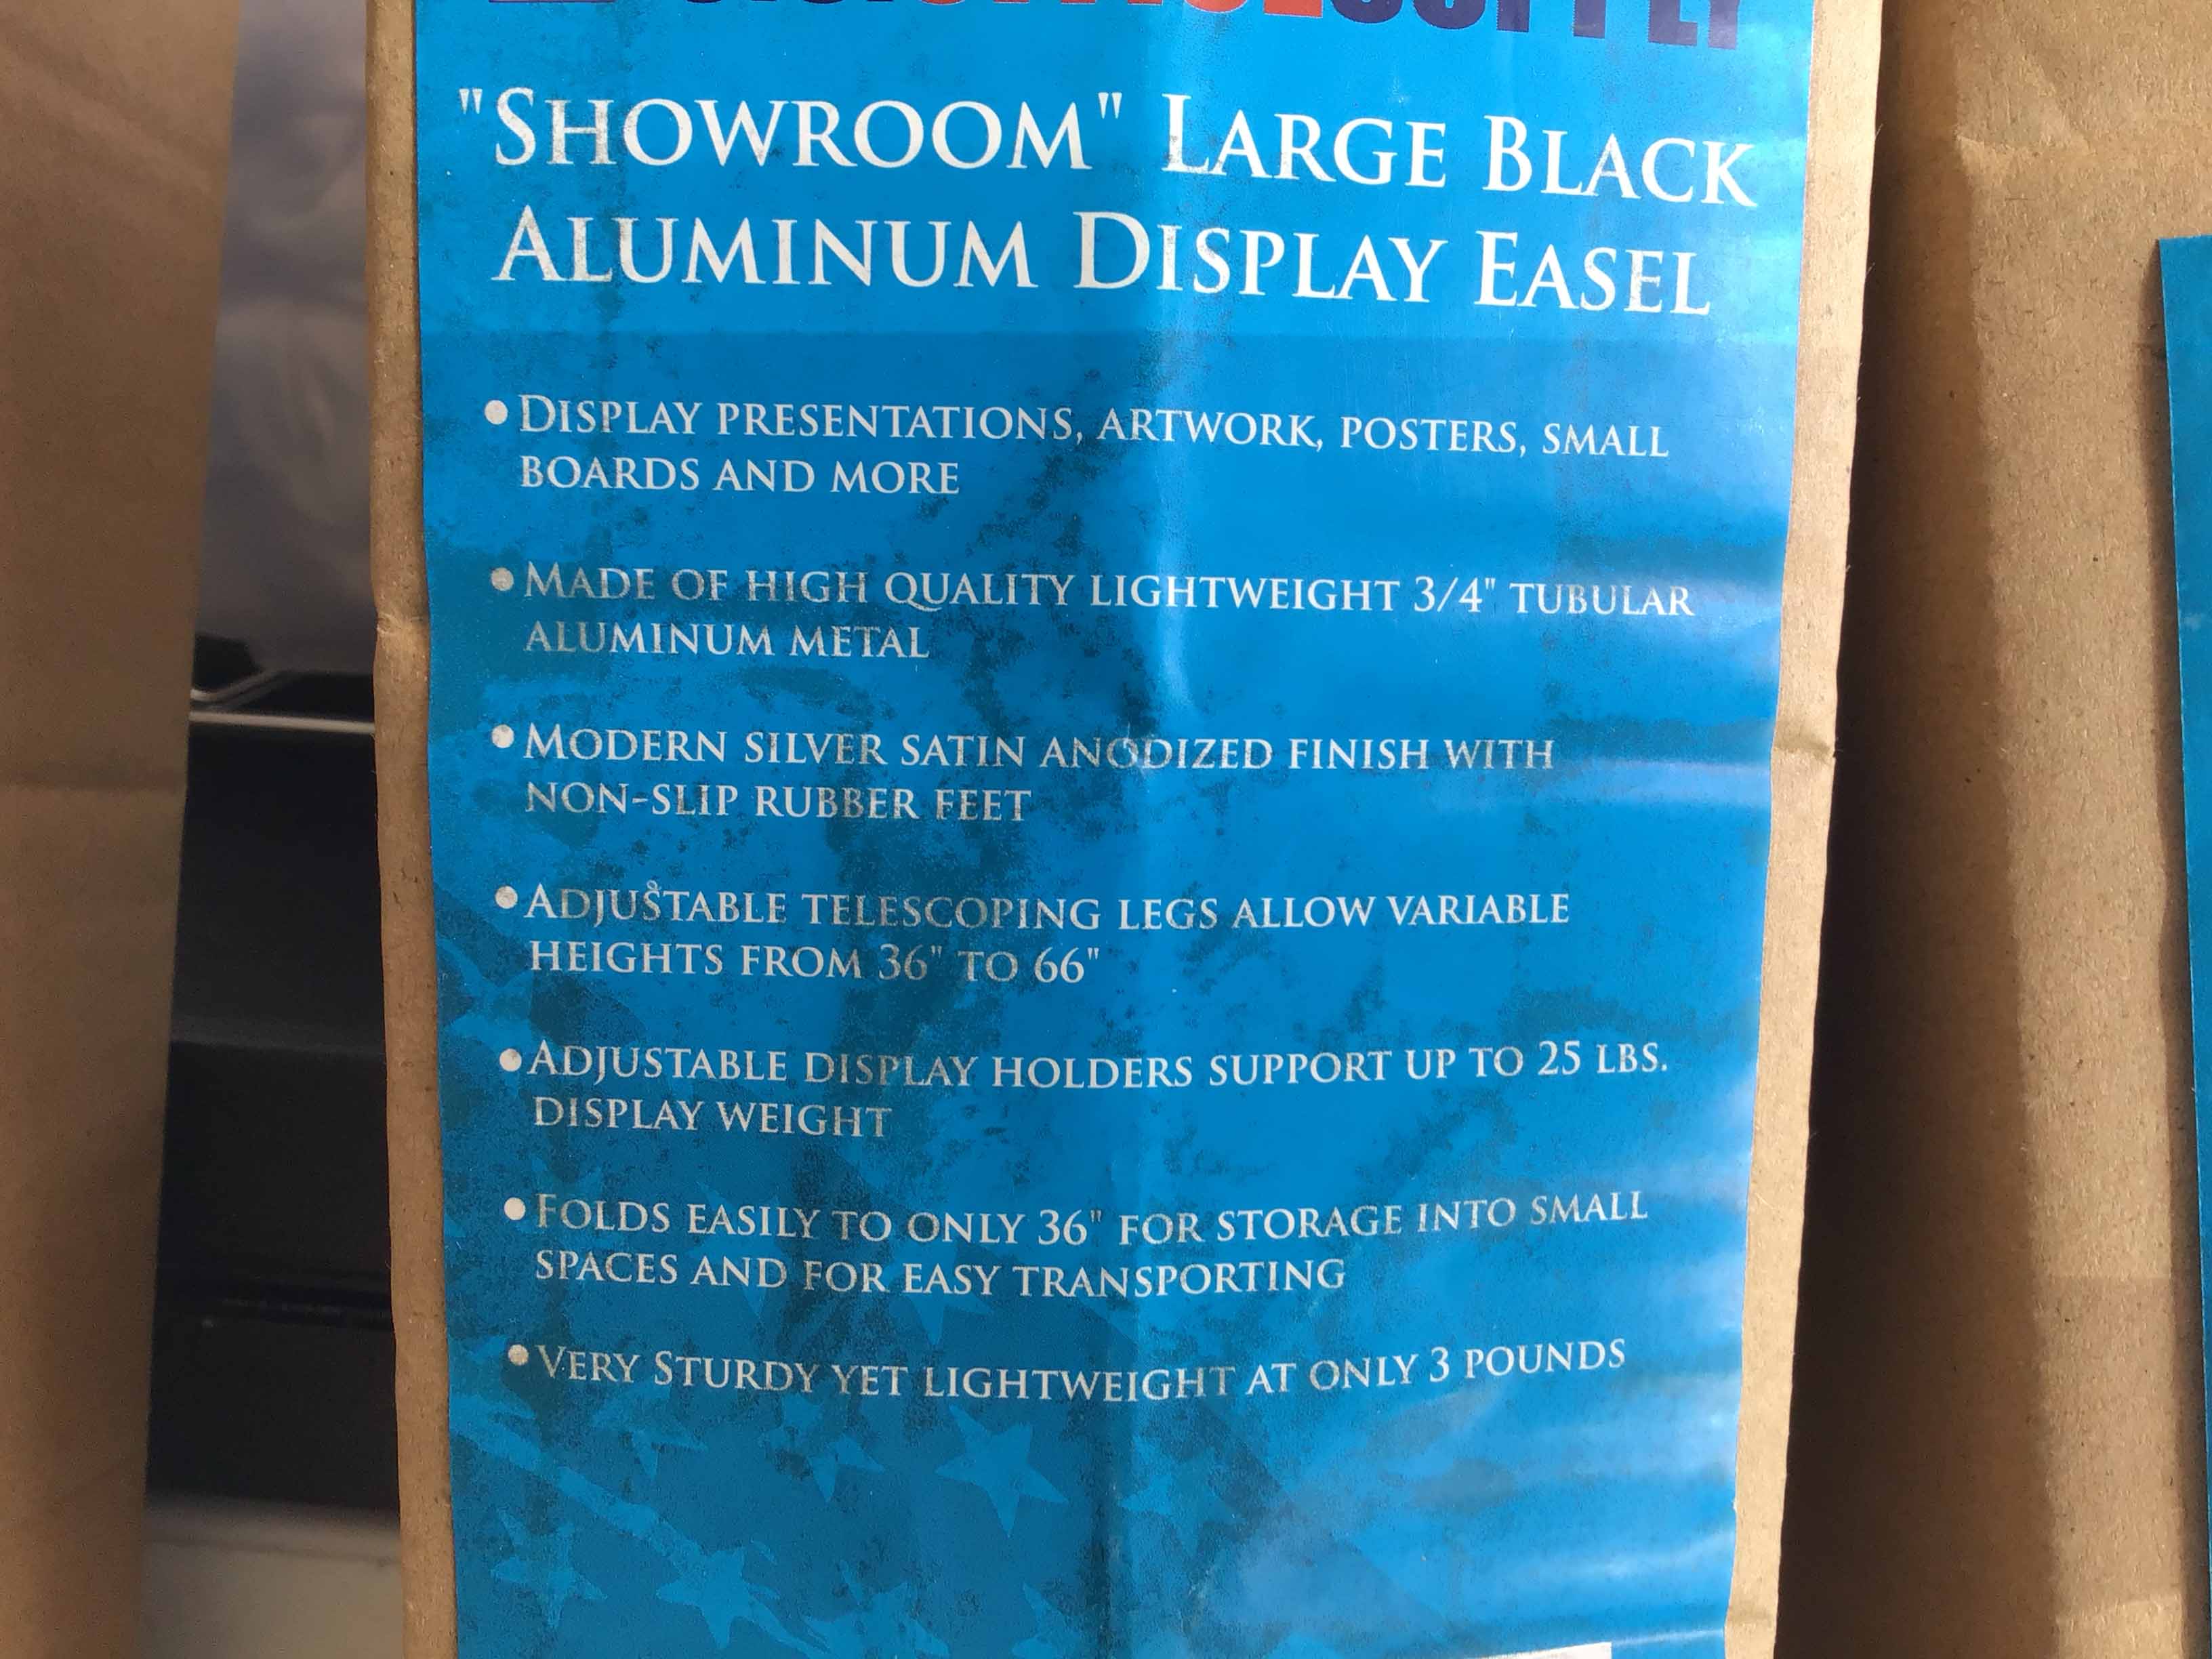 SUPPLY
"SHOWROOM" LARGE BLACK
ALUMINUM DISPLAY EASEL
• DISPLAY PRESENTATIONS, ARTWORK, POSTERS, SMALL
BOARDS AND MORE
• MADE OF HIGH QUALITY LIGHTWEIGHT 3/4" TUBULAR
ALUMINUM METAL
• MODERN SILVER SATIN ANODIZED FINISH WITH
NON-SLIP RUBBER FEET
• ADJUSTABLE TELESCOPING LEGS ALLOW VARIABLE
HEIGHTS FROM 36" TO 66"
• ADJUSTABLE DISPLAY HOLDERS SUPPORT UP TO 25 LBS.
DISPLAY WEIGHT
• FOLDS EASILY TO ONLY 36" FOR STORAGE INTO SMALL
SPACES AND FOR EASY TRANSPORTING
• VERY STURDY YET LIGHTWEIGHT AT ONLY 3 POUNDS